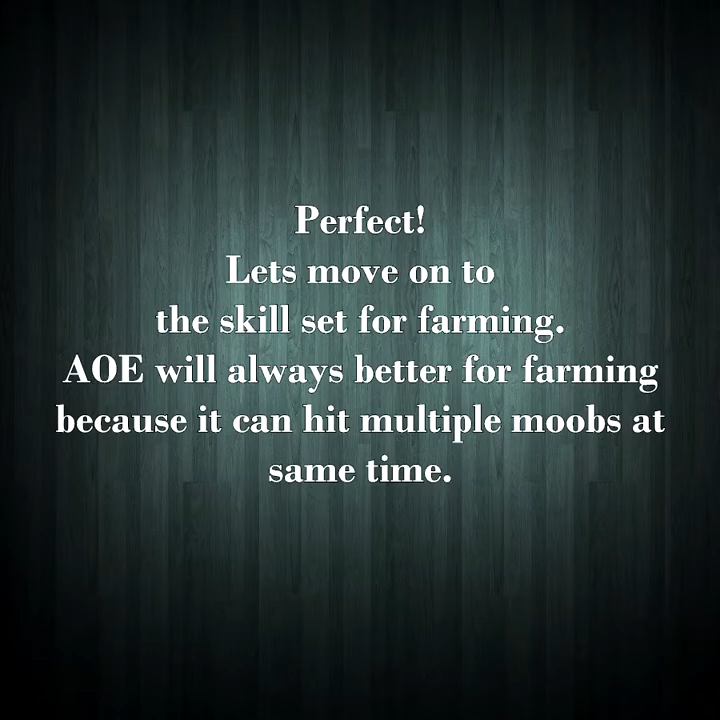 Perfect!
Lets move on to
the skill set for farming.
AOE will always better for farming
because it can hit multiple moobs at
same time.